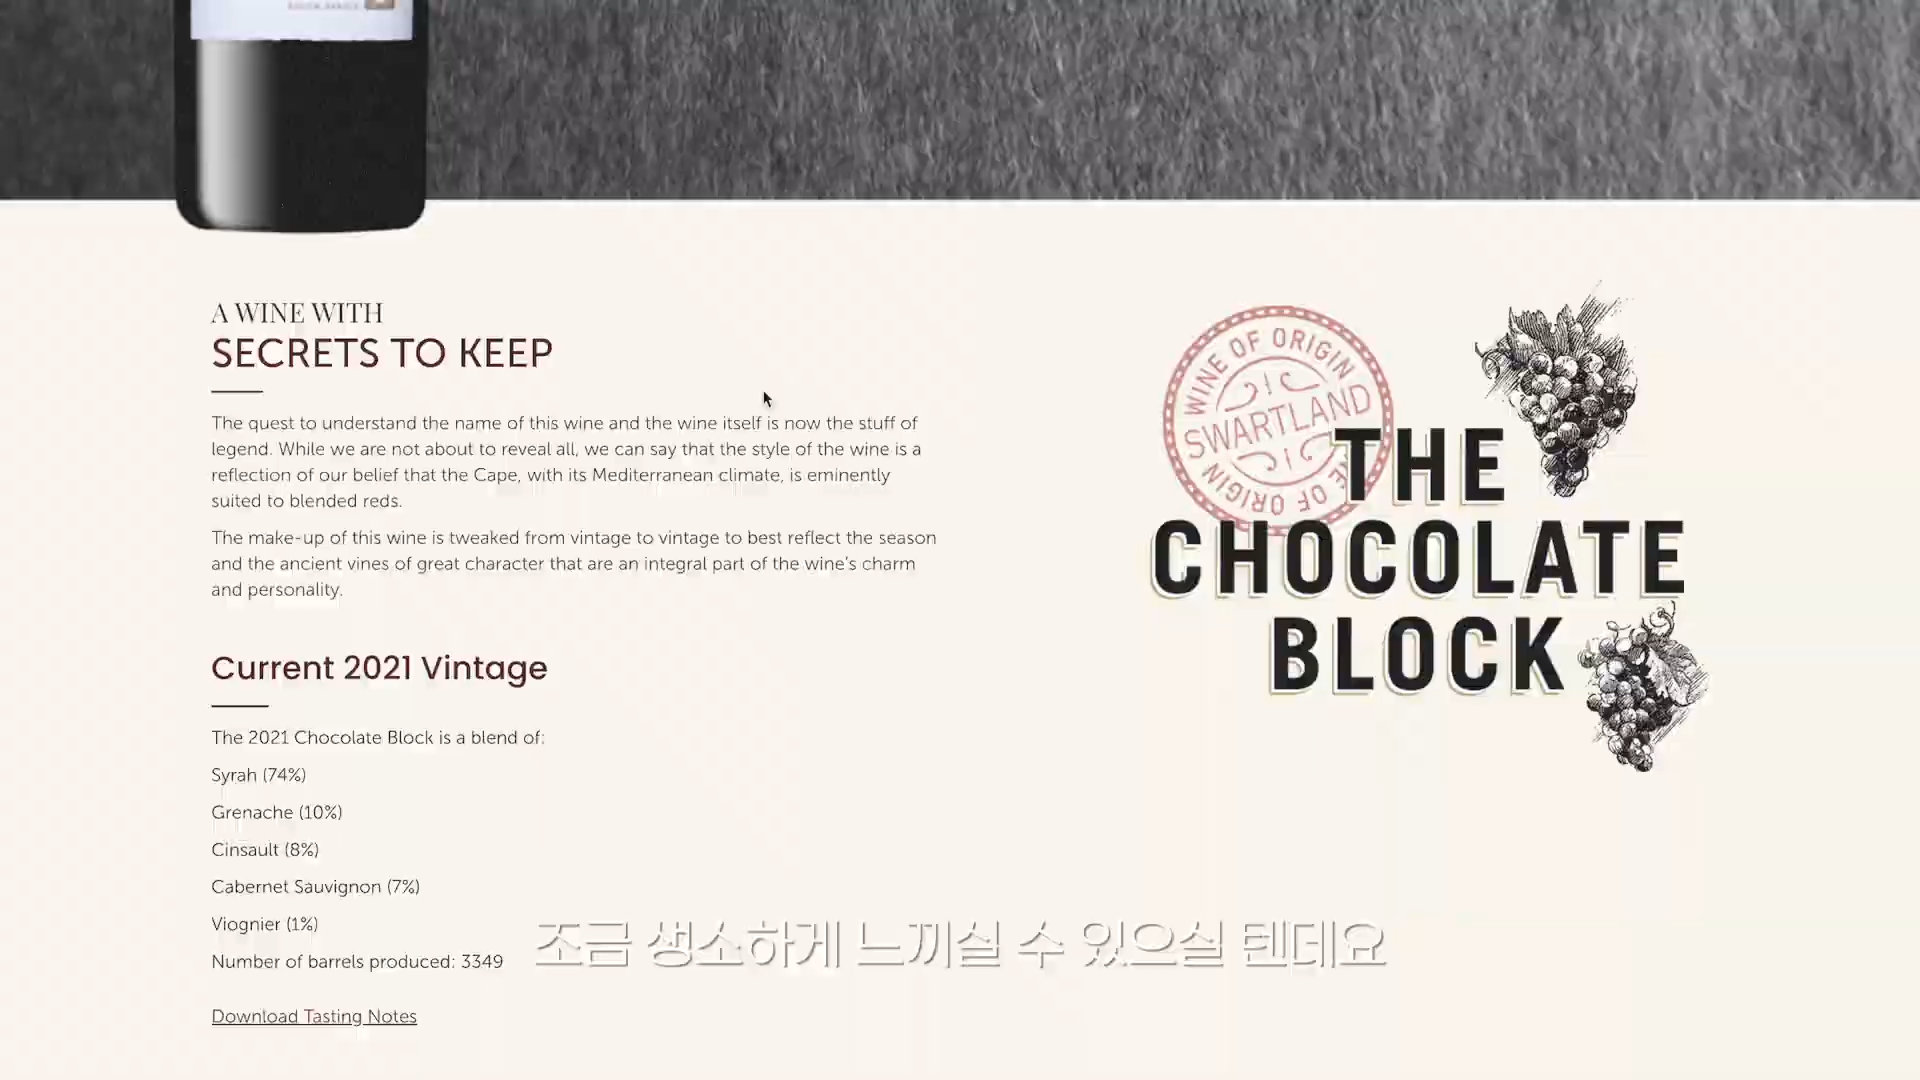 A WINE WITH
SECRETS TO KEEP
The quest to understand the name of this wine and the wine itself is now the stuff of
legend. While we are not about to reveal all, we can say that the style of the wine is a
reflection of our belief that the Cape, with its Mediterranean climate, is eminently
suited to blended reds.
The make-up of this wine is tweaked from vintage to vintage to best reflect the season
and the ancient vines of great character that are an integral part of the wine's charm
and personality.
Current 2021 Vintage
The 2021 Chocolate Block is a blend of:
Syrah (74%)
Grenache (10%)
Cinsault (8%)
Cabernet Sauvignon (7%)
Viognier (1%)
Number of barrels produced: 3349
Download Tasting Notes
WINE OF ORIGIN
SWARTLAND
WINE OF ORIGIN
THE
CHOCOLATE
BLOCK
조금 생소하게 느끼실 수 있으실 텐데요